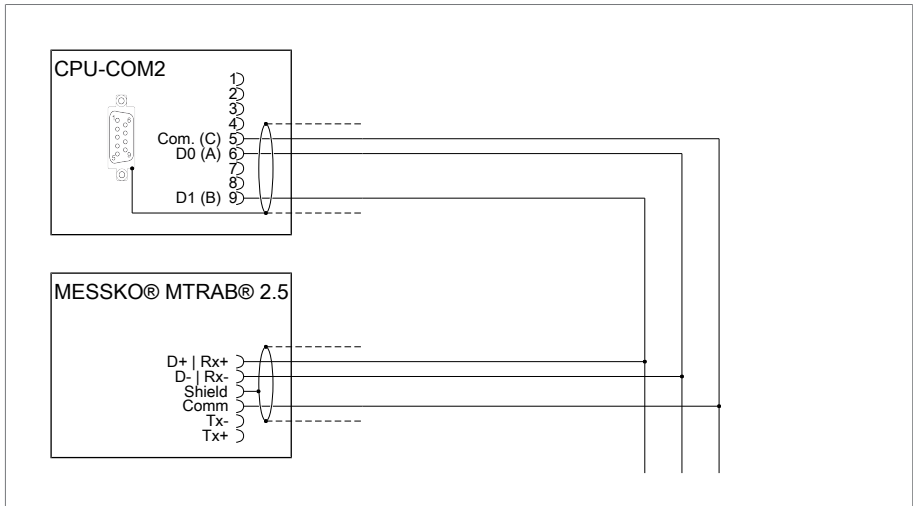 CPU-COM2
1
2
3
4
Com. (C) 5
D0 (A) 6
7
8
D1 (B) 9
MESSKO® MTRAB® 2.5
D+ | Rx+
D- | Rx-
Shield
Comm
Tx-
Tx+